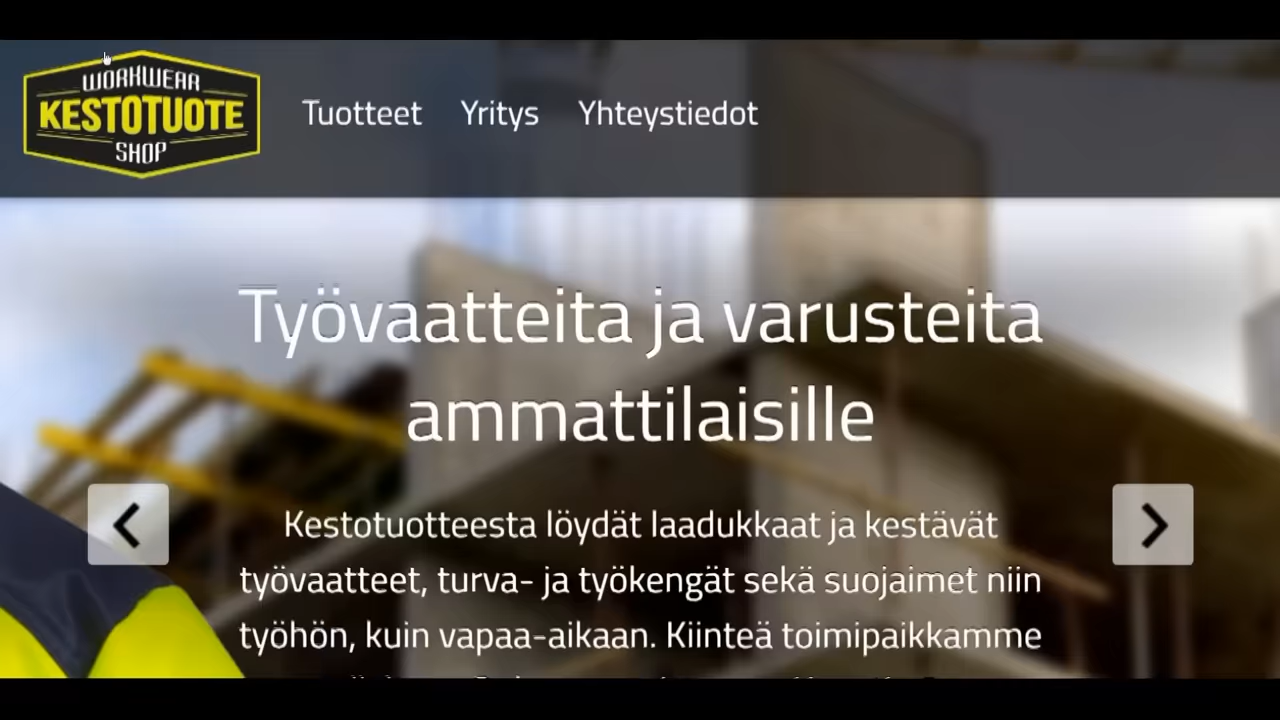 WORKWEAR
KESTOTUOTE
SHOP
Tuotteet Yritys Yhteystiedot
Työvaatteita ja varusteita
ammattilaisille
Kestotuotteesta löydät laadukkaat ja kestävät
työvaatteet, turva- ja työkengät sekä suojaimet niin
työhön, kuin vapaa-aikaan. Kiinteä toimipaikkamme